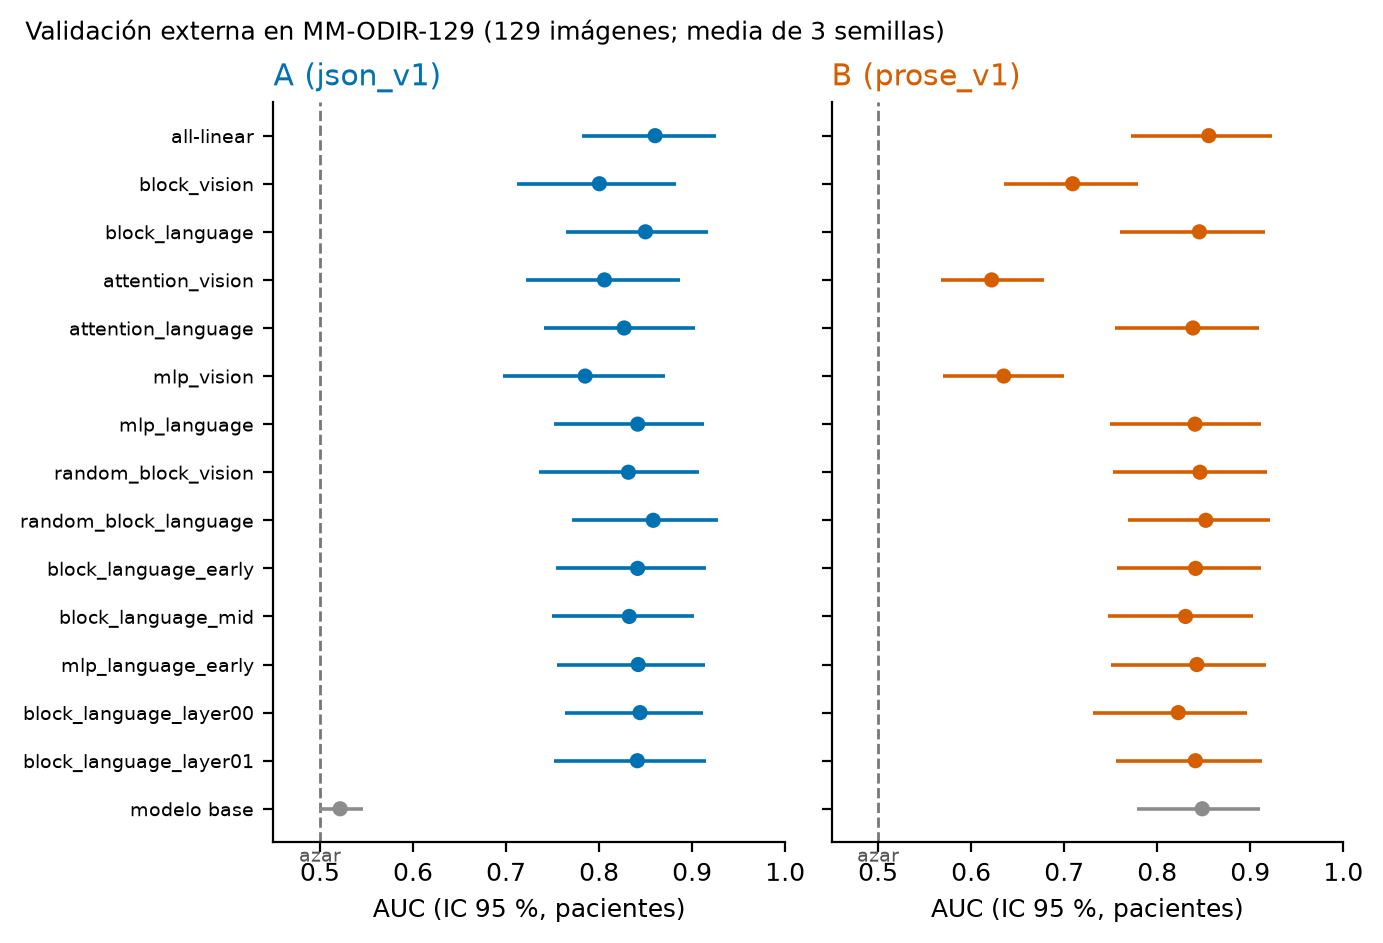 Validación externa en MM-ODIR-129 (129 imágenes; media de 3 semillas)
A (json_v1)
B (prose_v1)
all-linear
block_vision
block_language
attention_vision
attention_language
mlp_vision
mlp_language
random_block_vision
random_block_language
block_language_early
block_language_mid
mlp_language_early
block_language_layer00
block_language_layer01
modelo base
azar
0.5 0.6 0.7 0.8 0.9 1.0
AUC (IC 95 %, pacientes)
azar
0.5 0.6 0.7 0.8 0.9 1.0
AUC (IC 95 %, pacientes)